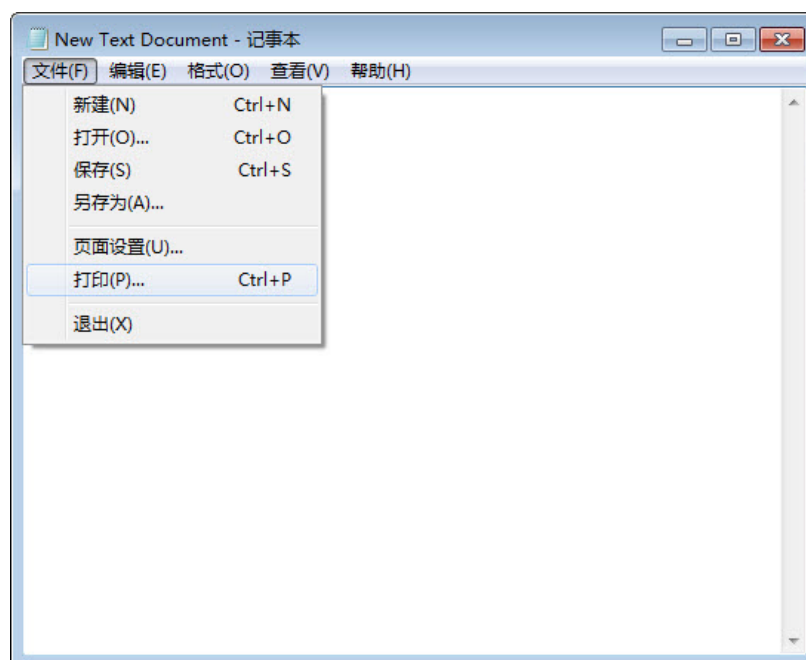 New Text Document - 记事本
文件(F) 编辑(E) 格式(O) 查看(V) 帮助(H)
新建(N) Ctrl+N
打开(O)... Ctrl+O
保存(S) Ctrl+S
另存为(A)...
页面设置(U)...
打印(P)... Ctrl+P
退出(X)